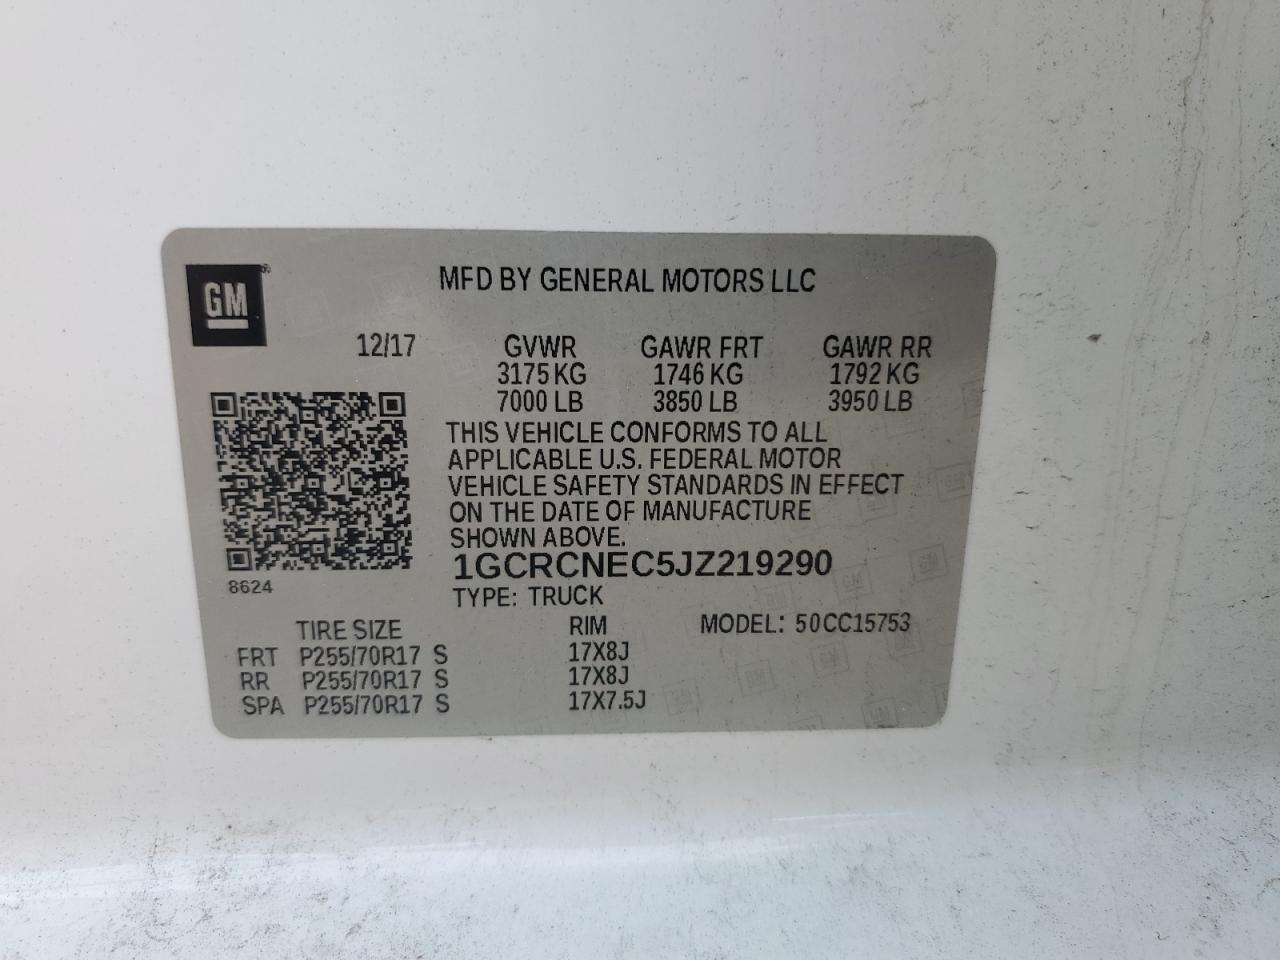 GM
MFD BY GENERAL MOTORS LLC
12/17 GVWR GAWR FRT GAWR RR
3175 KG 1746 KG 1792 KG
7000 LB 3850 LB 3950 LB
THIS VEHICLE CONFORMS TO ALL
APPLICABLE U.S. FEDERAL MOTOR
VEHICLE SAFETY STANDARDS IN EFFECT
ON THE DATE OF MANUFACTURE
SHOWN ABOVE.
1GCRCNEC5JZ219290
8624
TYPE: TRUCK
TIRE SIZE RIM MODEL: 50CC15753
FRT P255/70R17 S 17X8J
RR P255/70R17 S 17X8J
SPA P255/70R17 S 17X7.5J